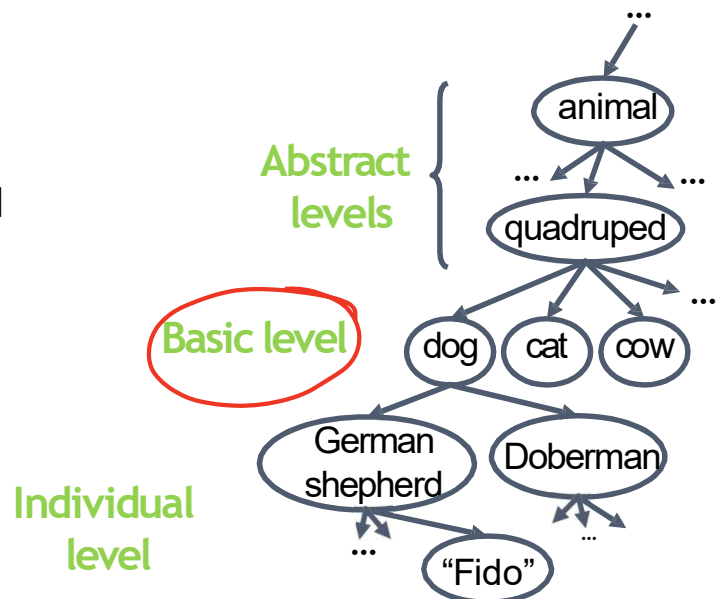 ...
animal
Abstract
levels
... ...
quadruped
...
Basic level
dog cat cow
German
shepherd
Doberman
Individual
level
... ...
“Fido”